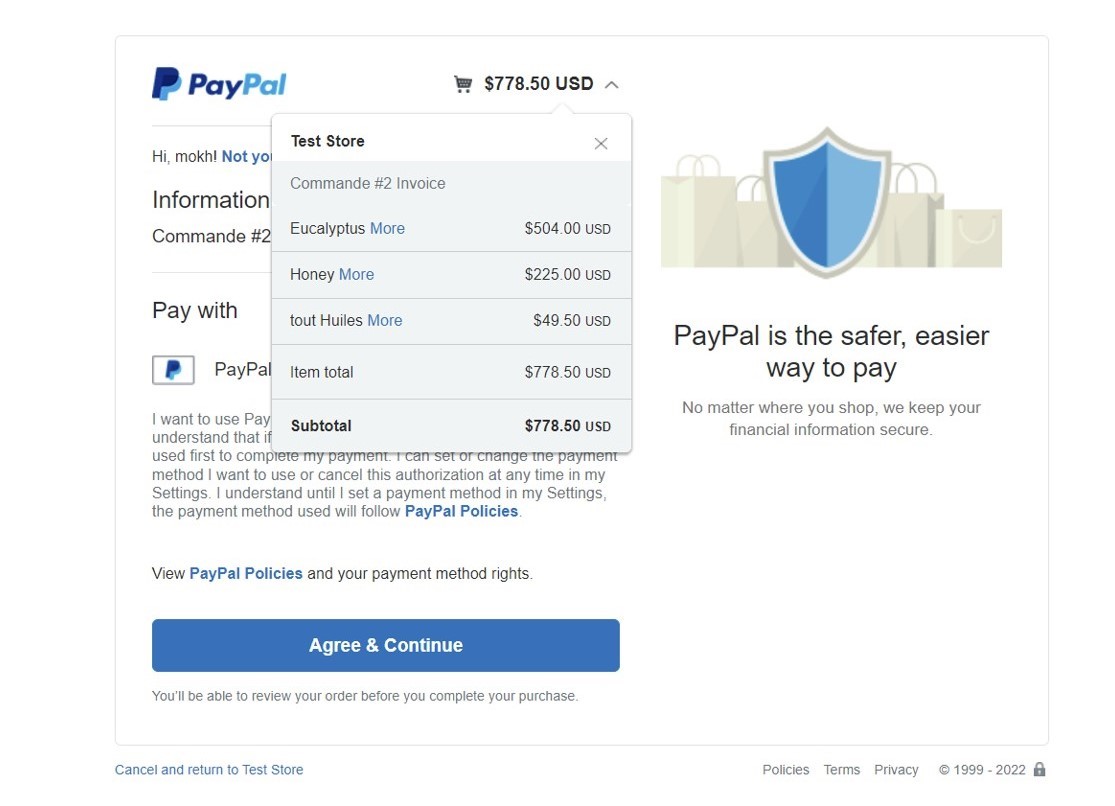 PayPal
$778.50 USD
Hi, mokh! Not you
Test Store
Commande #2 Invoice
Information
Commande #2
Eucalyptus More $504.00 USD
Honey More $225.00 USD
tout Huiles More $49.50 USD
Item total $778.50 USD
Subtotal $778.50 USD
Pay with
PayPal
I want to use Pay
understand that if
used first to complete my payment. I can set or change the payment
method I want to use or cancel this authorization at any time in my
Settings. I understand until I set a payment method in my Settings,
the payment method used will follow PayPal Policies.
View PayPal Policies and your payment method rights.
Agree & Continue
You'll be able to review your order before you complete your purchase.
PayPal is the safer, easier
way to pay
No matter where you shop, we keep your
financial information secure.
Cancel and return to Test Store
Policies Terms Privacy © 1999 - 2022